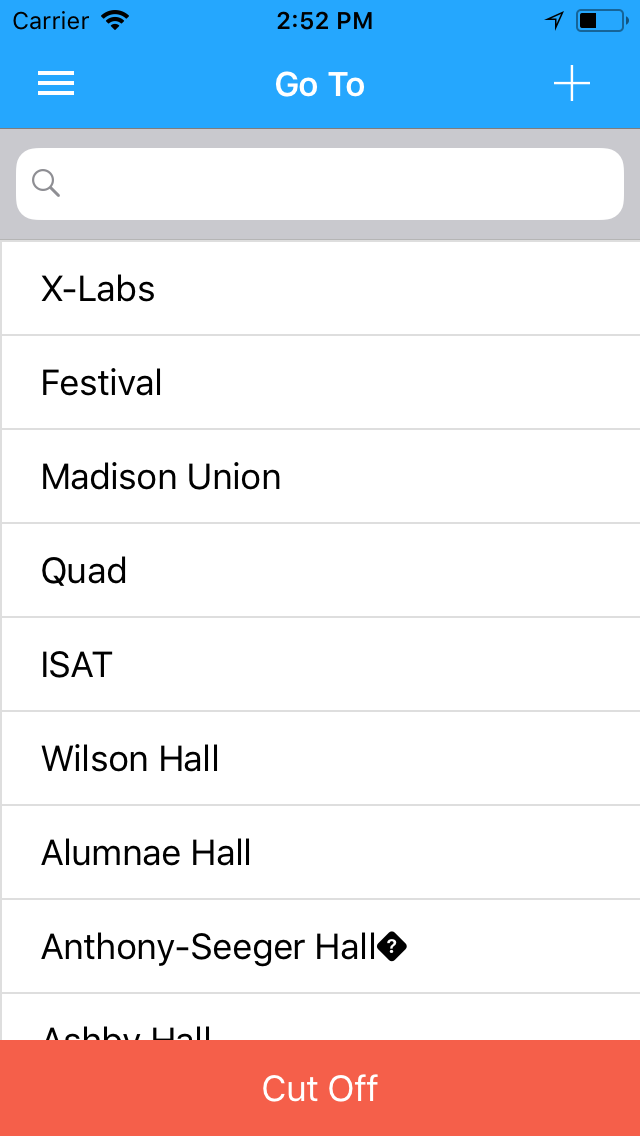 Carrier 2:52 PM
Go To
X-Labs
Festival
Madison Union
Quad
ISAT
Wilson Hall
Alumnae Hall
Anthony-Seeger Hall�
Ashby Hall
Cut Off